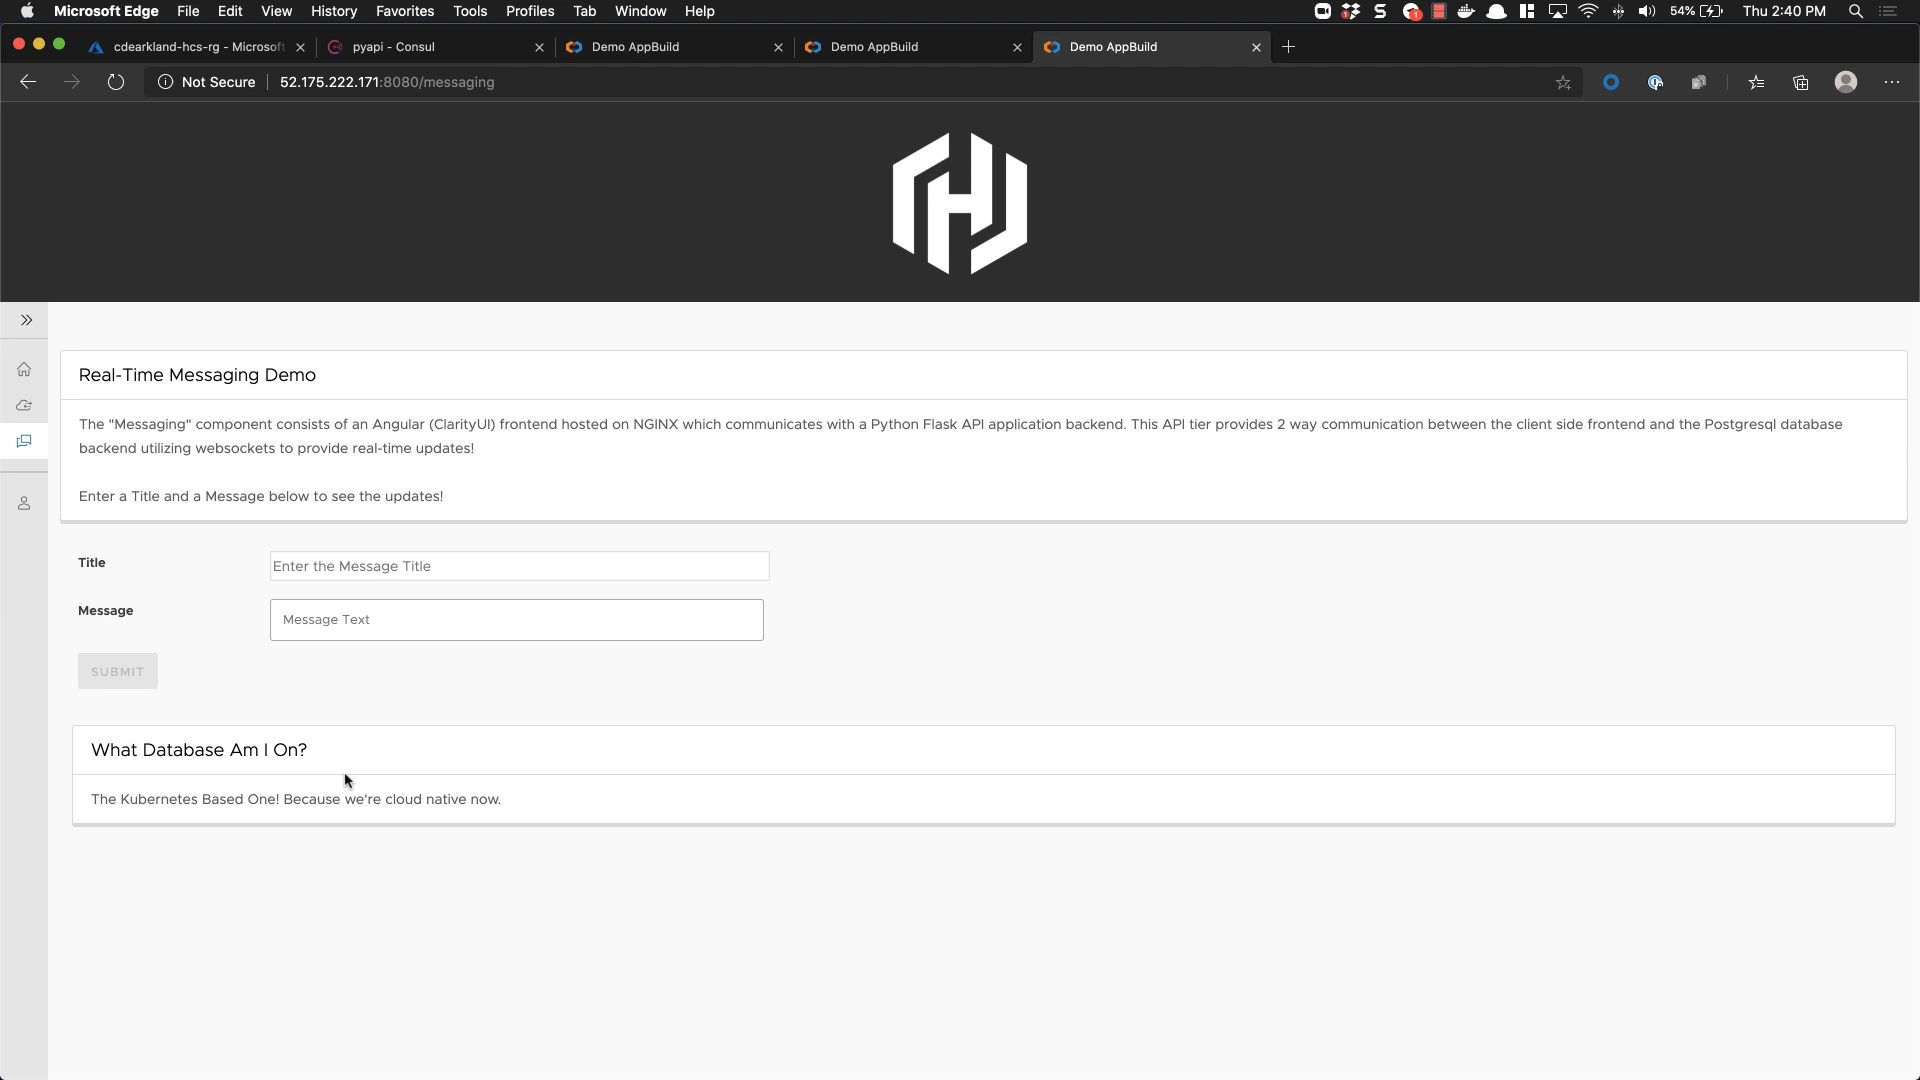 Microsoft Edge File Edit View History Favorites Tools Profiles Tab Window Help 54% Thu 2:40 PM
cdearkland-hcs-rg - Microsoft pyapi - Consul Demo AppBuild Demo AppBuild Demo AppBuild
Not Secure 52.175.222.171:8080/messaging
Real-Time Messaging Demo
The "Messaging" component consists of an Angular (ClarityUI) frontend hosted on NGINX which communicates with a Python Flask API application backend. This API tier provides 2 way communication between the client side frontend and the Postgresql database
backend utilizing websockets to provide real-time updates!
Enter a Title and a Message below to see the updates!
Title
Enter the Message Title
Message
Message Text
SUBMIT
What Database Am I On?
The Kubernetes Based One! Because we're cloud native now.